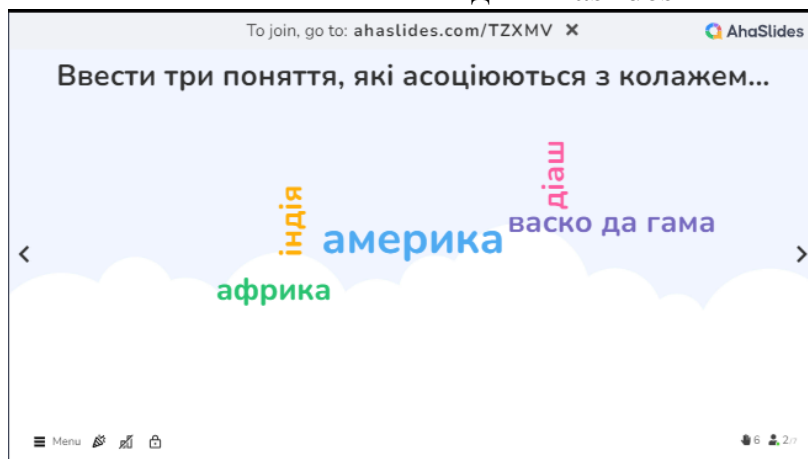 To join, go to: ahaslides.com/TZXMV ✕
AhaSlides
Ввести три поняття, які асоціюються з колажем...
діаш
індія
васко да гама
америка
африка
Menu
6 2/7